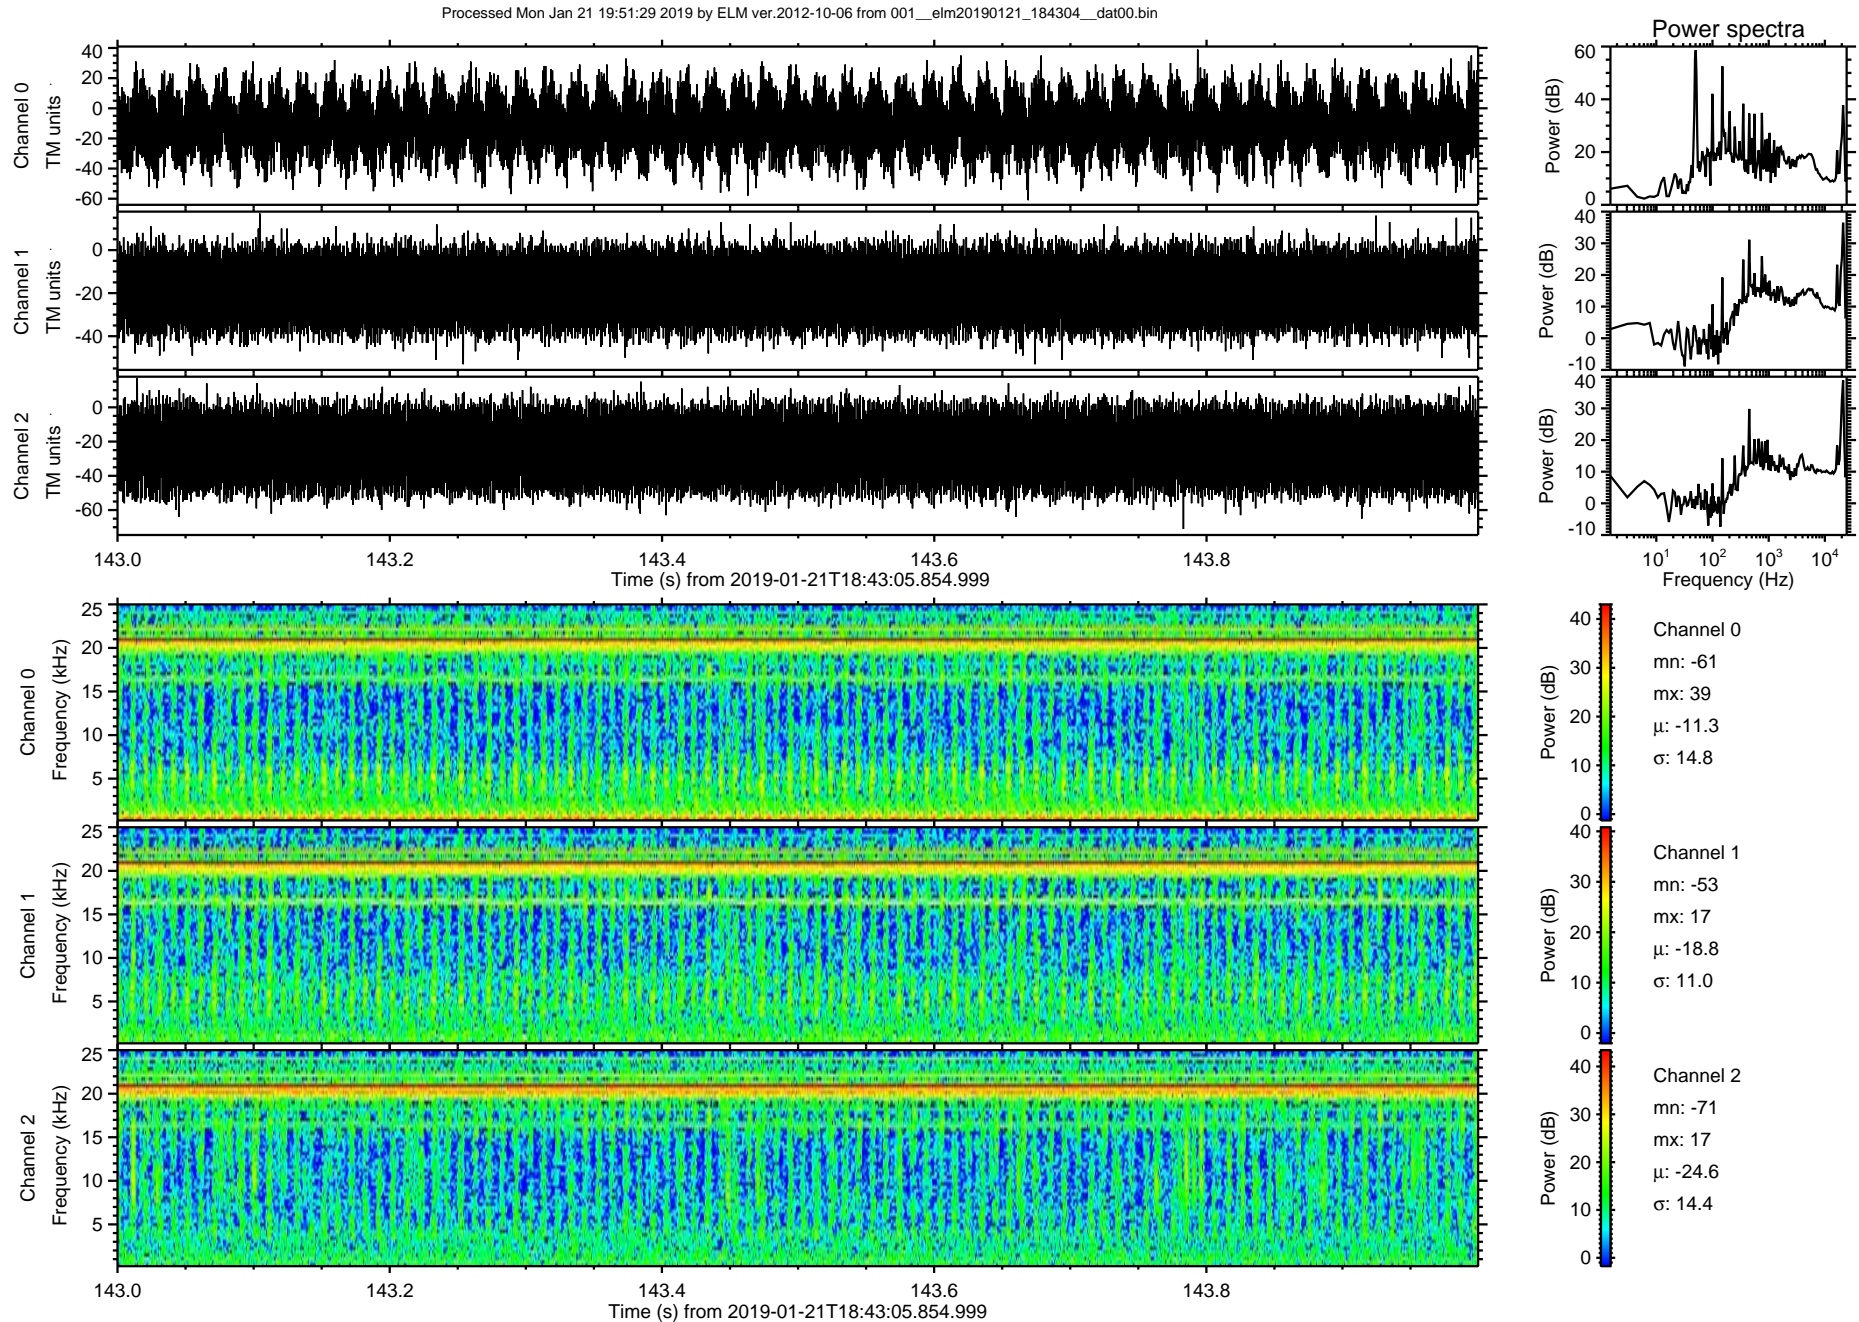 Processed Mon Jan 21 19:51:29 2019 by ELM ver.2012-10-06 from 001__elm20190121_184304__dat00.bin
Power spectra
Channel 0
TM units
40
20
0
-20
-40
-60
Power (dB)
60
40
20
0
Channel 1
TM units
0
-20
-40
Power (dB)
40
30
20
10
0
-10
Channel 2
TM units
0
-20
-40
-60
Power (dB)
40
30
20
10
0
-10
143.0 143.2 143.4 143.6 143.8
Time (s) from 2019-01-21T18:43:05.854.999
10^1 10^2 10^3 10^4
Frequency (Hz)
Channel 0
Frequency (kHz)
25
20
15
10
5
Power (dB)
40
30
20
10
0
Channel 0
mn: -61
mx: 39
µ: -11.3
σ: 14.8
Channel 1
Frequency (kHz)
25
20
15
10
5
Power (dB)
40
30
20
10
0
Channel 1
mn: -53
mx: 17
µ: -18.8
σ: 11.0
Channel 2
Frequency (kHz)
25
20
15
10
5
Power (dB)
40
30
20
10
0
Channel 2
mn: -71
mx: 17
µ: -24.6
σ: 14.4
143.0 143.2 143.4 143.6 143.8
Time (s) from 2019-01-21T18:43:05.854.999